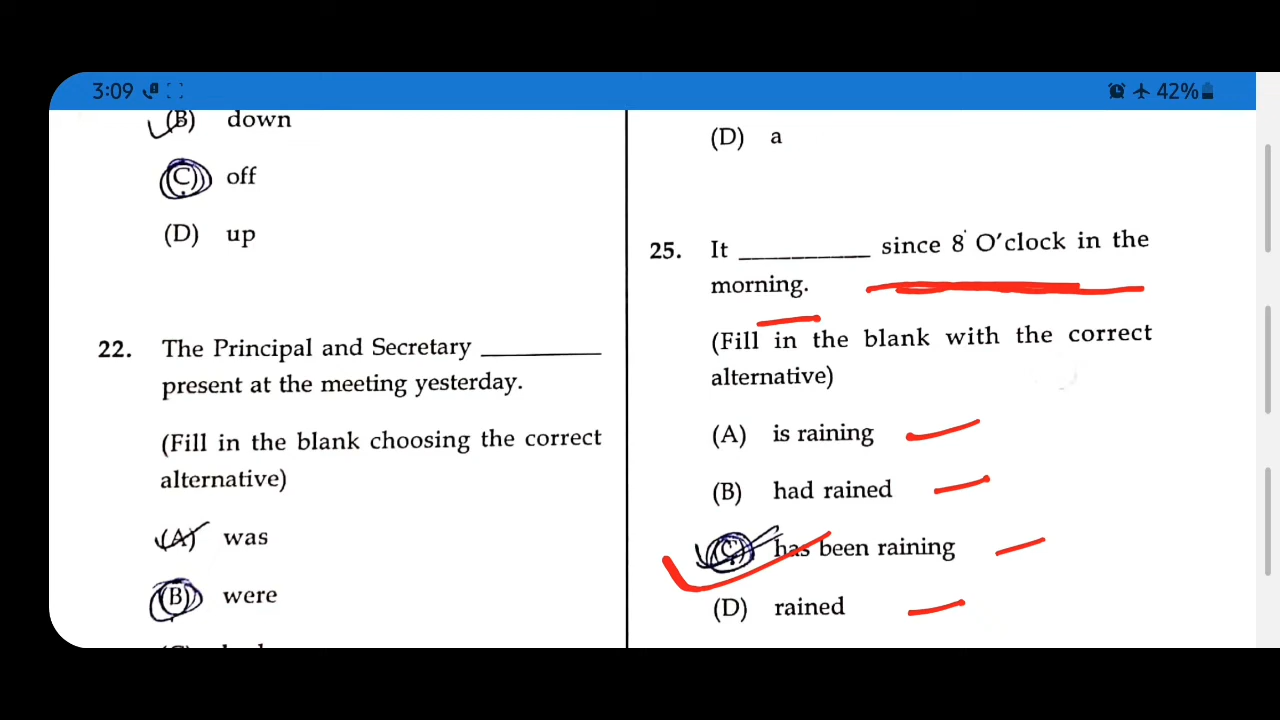 3:09
42%
(B) down
(C) off
(D) up
22. The Principal and Secretary __________
present at the meeting yesterday.
(Fill in the blank choosing the correct
alternative)
(A) was
(B) were
(D) a
25. It __________ since 8 O'clock in the
morning.
(Fill in the blank with the correct
alternative)
(A) is raining
(B) had rained
(C) has been raining
(D) rained